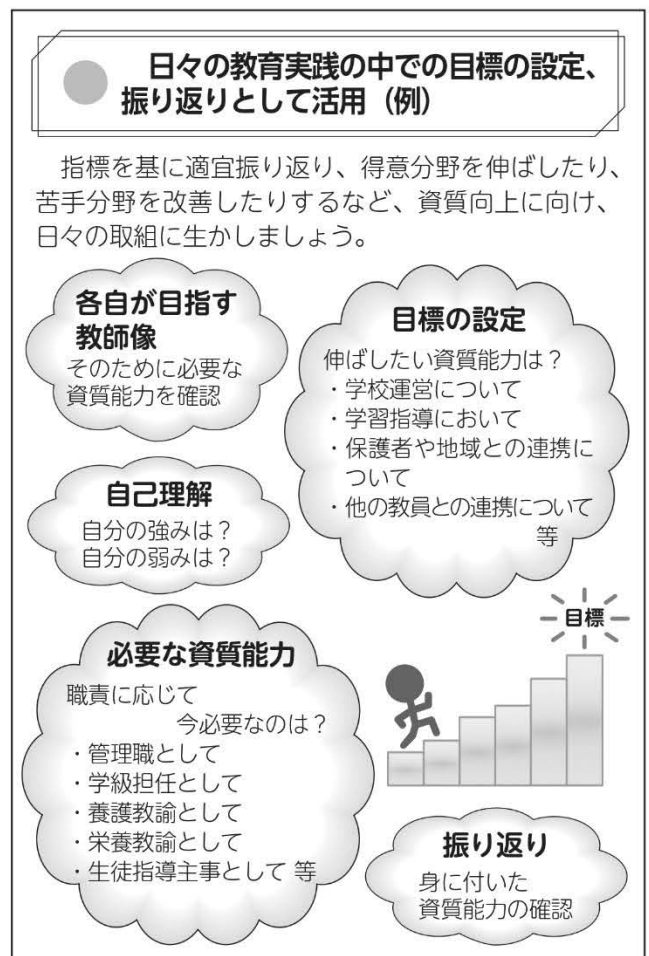 日々の教育実践の中での目標の設定、
振り返りとして活用（例）
指標を基に適宜振り返り、得意分野を伸ばしたり、
苦手分野を改善したりするなど、資質向上に向け、
日々の取組に生かしましょう。
各自が目指す
教師像
そのために必要な
資質能力を確認
目標の設定
伸ばしたい資質能力は？
・学校運営について
・学習指導において
・保護者や地域との連携に
ついて
・他の教員との連携について
等
自己理解
自分の強みは？
自分の弱みは？
目標
必要な資質能力
職責に応じて
今必要なのは？
・管理職として
・学級担任として
・養護教諭として
・栄養教諭として
・生徒指導主事として 等
振り返り
身に付いた
資質能力の確認